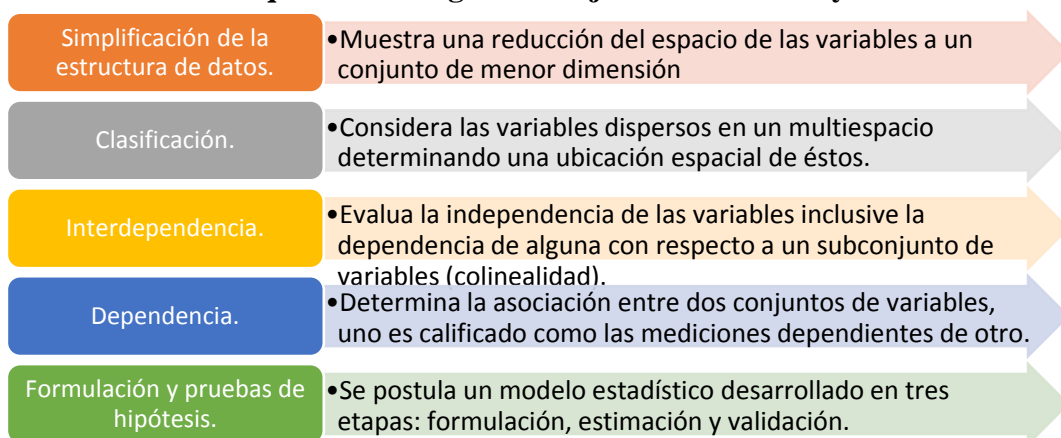 Simplificación de la
estructura de datos.
•Muestra una reducción del espacio de las variables a un
conjunto de menor dimensión
Clasificación.
•Considera las variables dispersos en un multiespacio
determinando una ubicación espacial de éstos.
Interdependencia.
•Evalua la independencia de las variables inclusive la
dependencia de alguna con respecto a un subconjunto de
variables (colinealidad).
Dependencia.
•Determina la asociación entre dos conjuntos de variables,
uno es calificado como las mediciones dependientes de otro.
Formulación y pruebas de
hipótesis.
•Se postula un modelo estadístico desarrollado en tres
etapas: formulación, estimación y validación.